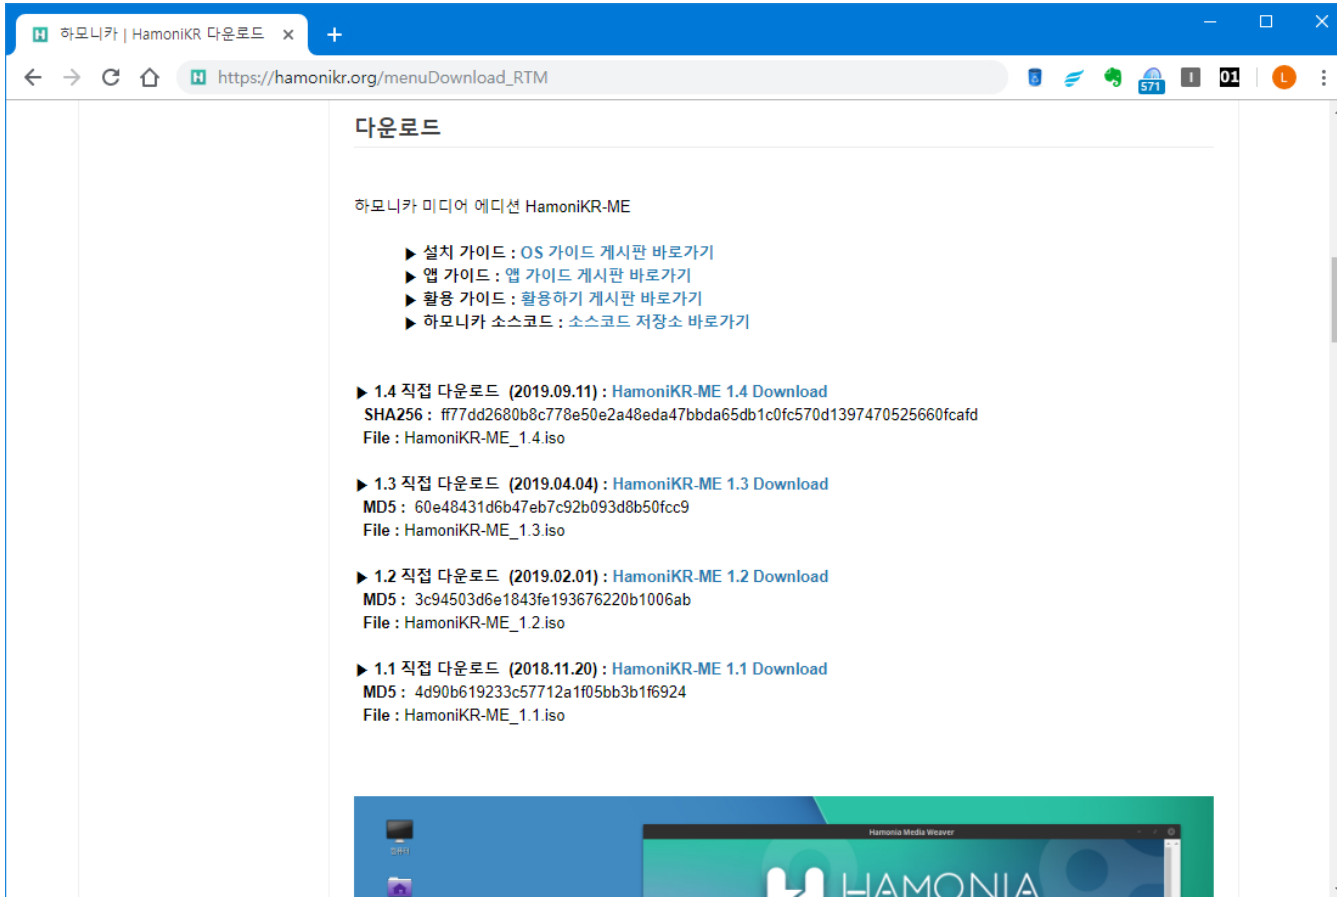 하모니카 | HamoniKR 다운로드
https://hamonikr.org/menuDownload_RTM
571
I
01
L
다운로드
하모니카 미디어 에디션 HamoniKR-ME
▶ 설치 가이드 : OS 가이드 게시판 바로가기
▶ 앱 가이드 : 앱 가이드 게시판 바로가기
▶ 활용 가이드 : 활용하기 게시판 바로가기
▶ 하모니카 소스코드 : 소스코드 저장소 바로가기
▶ 1.4 직접 다운로드 (2019.09.11) : HamoniKR-ME 1.4 Download
SHA256 : ff77dd2680b8c778e50e2a48eda47bbda65db1c0fc570d1397470525660fcafd
File : HamoniKR-ME_1.4.iso
▶ 1.3 직접 다운로드 (2019.04.04) : HamoniKR-ME 1.3 Download
MD5 : 60e48431d6b47eb7c92b093d8b50fcc9
File : HamoniKR-ME_1.3.iso
▶ 1.2 직접 다운로드 (2019.02.01) : HamoniKR-ME 1.2 Download
MD5 : 3c94503d6e1843fe193676220b1006ab
File : HamoniKR-ME_1.2.iso
▶ 1.1 직접 다운로드 (2018.11.20) : HamoniKR-ME 1.1 Download
MD5 : 4d90b619233c57712a1f05bb3b1f6924
File : HamoniKR-ME_1.1.iso
Hamonia Media Weaver
컴퓨터
HAMONIA